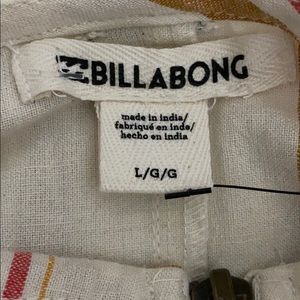 BILLABONG
made in india/
fabriqué en inde/
hecho en india
L/G/G